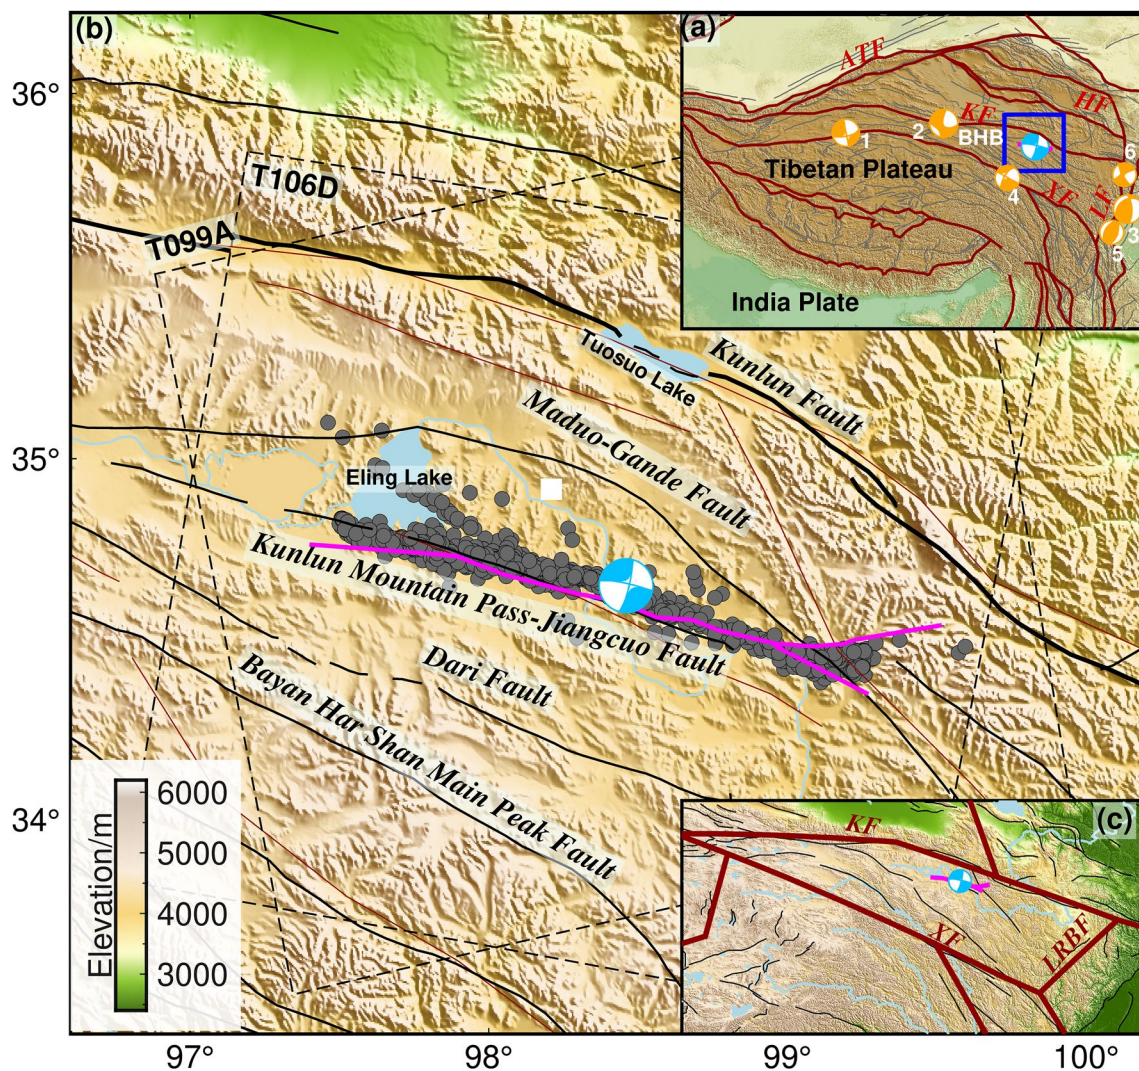 (b)
36°
35°
34°
97°
98°
99°
100°
T106D
T099A
Tuosuo Lake
Kunlun Fault
Maduo-Gande Fault
Eling Lake
Kunlun Mountain Pass-Jiangcuo Fault
Dari Fault
Bayan Har Shan Main Peak Fault
Elevation/m
6000
5000
4000
3000
(a)
ATF
KF
HF
1
2
BHB
6
Tibetan Plateau
4
XF
LF
3
5
India Plate
(c)
KF
XF
LRBF